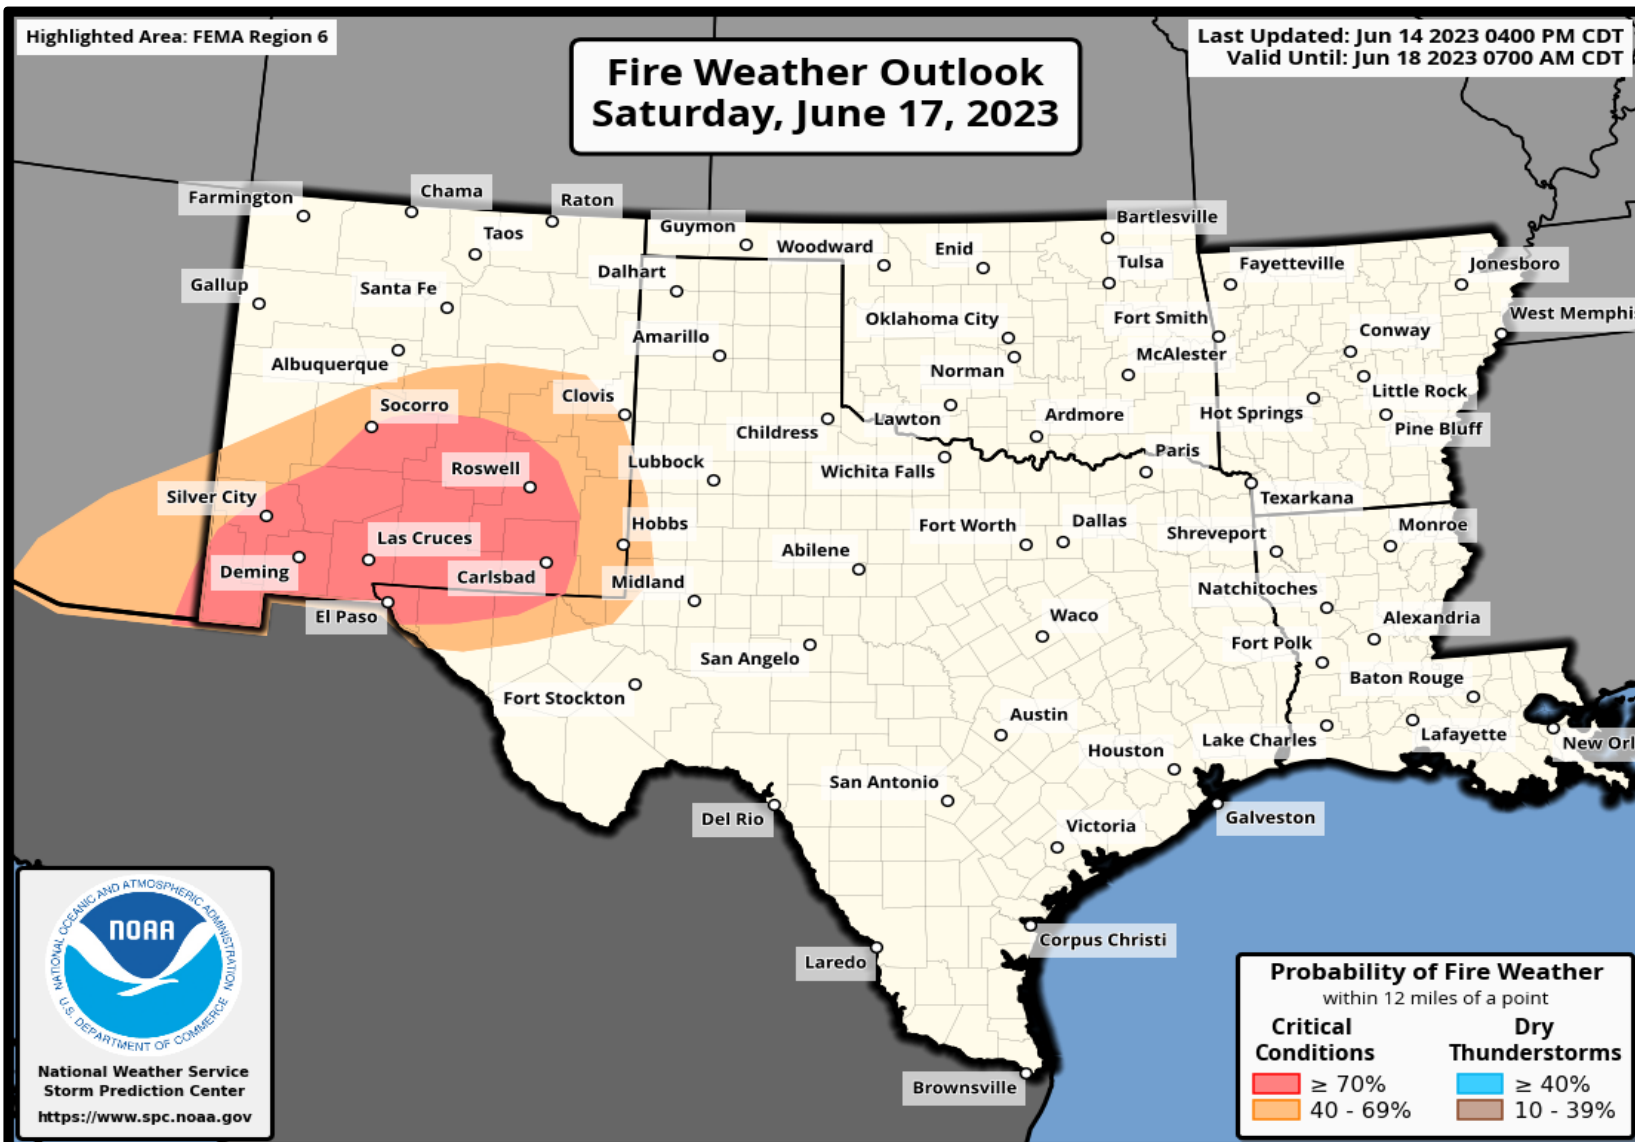 Highlighted Area: FEMA Region 6
Last Updated: Jun 14 2023 0400 PM CDT
Valid Until: Jun 18 2023 0700 AM CDT
Fire Weather Outlook
Saturday, June 17, 2023
Farmington
Chama
Raton
Taos
Guymon
Woodward
Enid
Bartlesville
Tulsa
Fayetteville
Jonesboro
Gallup
Santa Fe
Dalhart
Oklahoma City
Fort Smith
West Memphis
Amarillo
Conway
Albuquerque
Norman
McAlester
Little Rock
Clovis
Socorro
Childress
Lawton
Ardmore
Hot Springs
Pine Bluff
Roswell
Lubbock
Wichita Falls
Paris
Silver City
Texarkana
Hobbs
Fort Worth
Dallas
Shreveport
Monroe
Las Cruces
Abilene
Deming
Carlsbad
Midland
Natchitoches
El Paso
Waco
Alexandria
San Angelo
Fort Polk
Fort Stockton
Baton Rouge
Austin
Houston
Lake Charles
Lafayette
New Orl
San Antonio
Del Rio
Victoria
Galveston
Corpus Christi
Laredo
Brownsville
NATIONAL OCEANIC AND ATMOSPHERIC ADMINISTRATION
NOAA
U.S. DEPARTMENT OF COMMERCE
National Weather Service
Storm Prediction Center
https://www.spc.noaa.gov
Probability of Fire Weather
within 12 miles of a point
Critical Conditions
≥ 70%
40 - 69%
Dry Thunderstorms
≥ 40%
10 - 39%